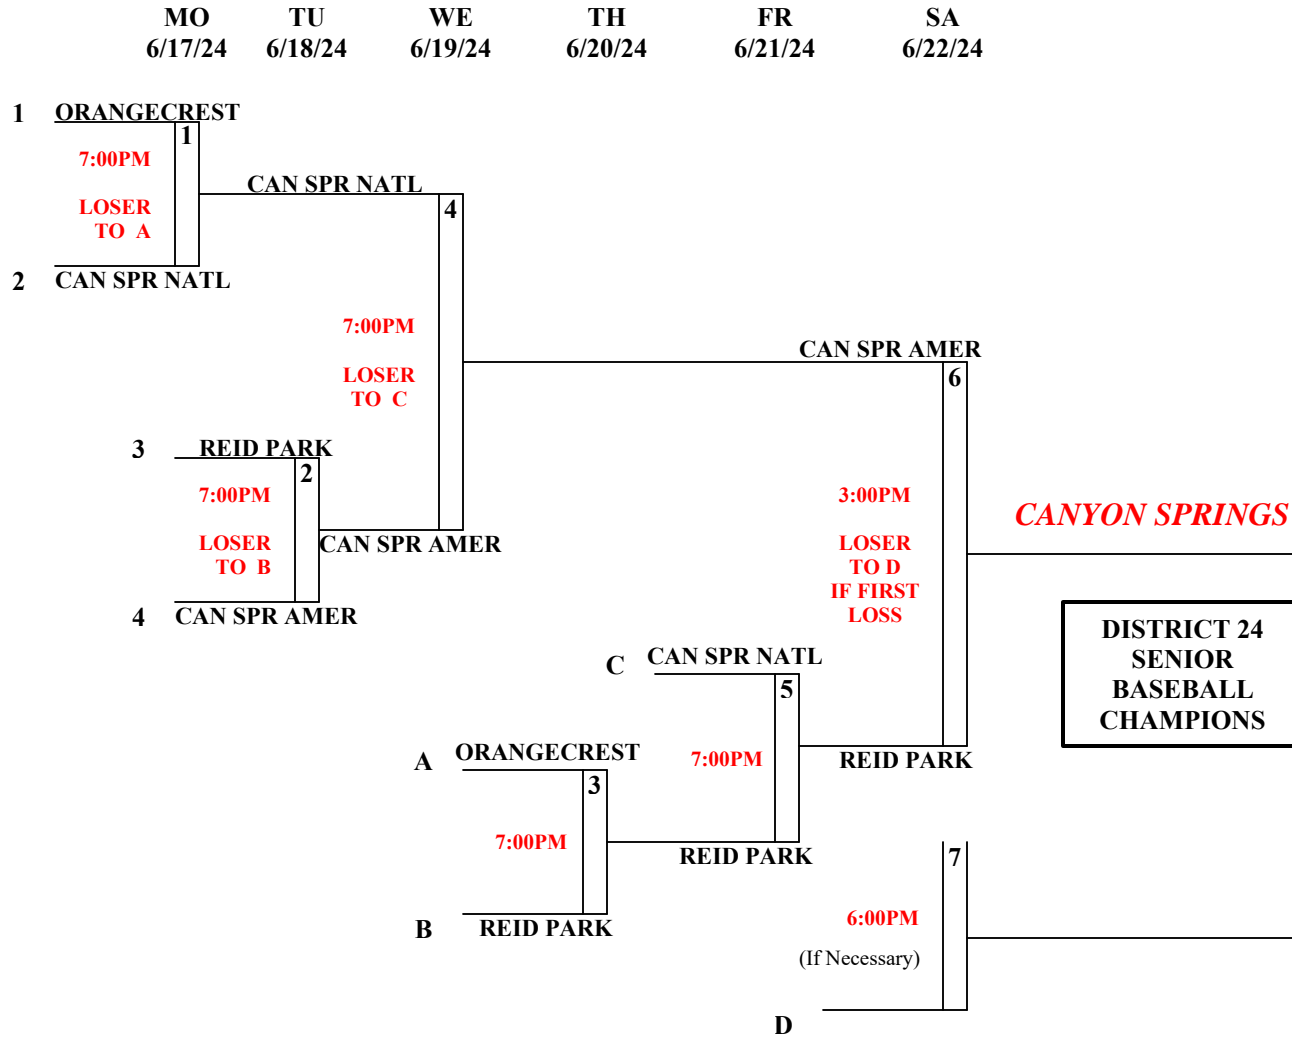 MO TU WE TH FR SA
6/17/24 6/18/24 6/19/24 6/20/24 6/21/24 6/22/24
1 ORANGECREST
1
7:00PM
LOSER
TO A
2 CAN SPR NATL
CAN SPR NATL
4
7:00PM
LOSER
TO C
3 REID PARK
2
7:00PM
LOSER
TO B
4 CAN SPR AMER
CAN SPR AMER
CAN SPR AMER
6
3:00PM
LOSER
TO D
IF FIRST
LOSS
CANYON SPRINGS
DISTRICT 24
SENIOR
BASEBALL
CHAMPIONS
C CAN SPR NATL
5
7:00PM
REID PARK
A ORANGECREST
3
7:00PM
B REID PARK
REID PARK
7
6:00PM
(If Necessary)
D